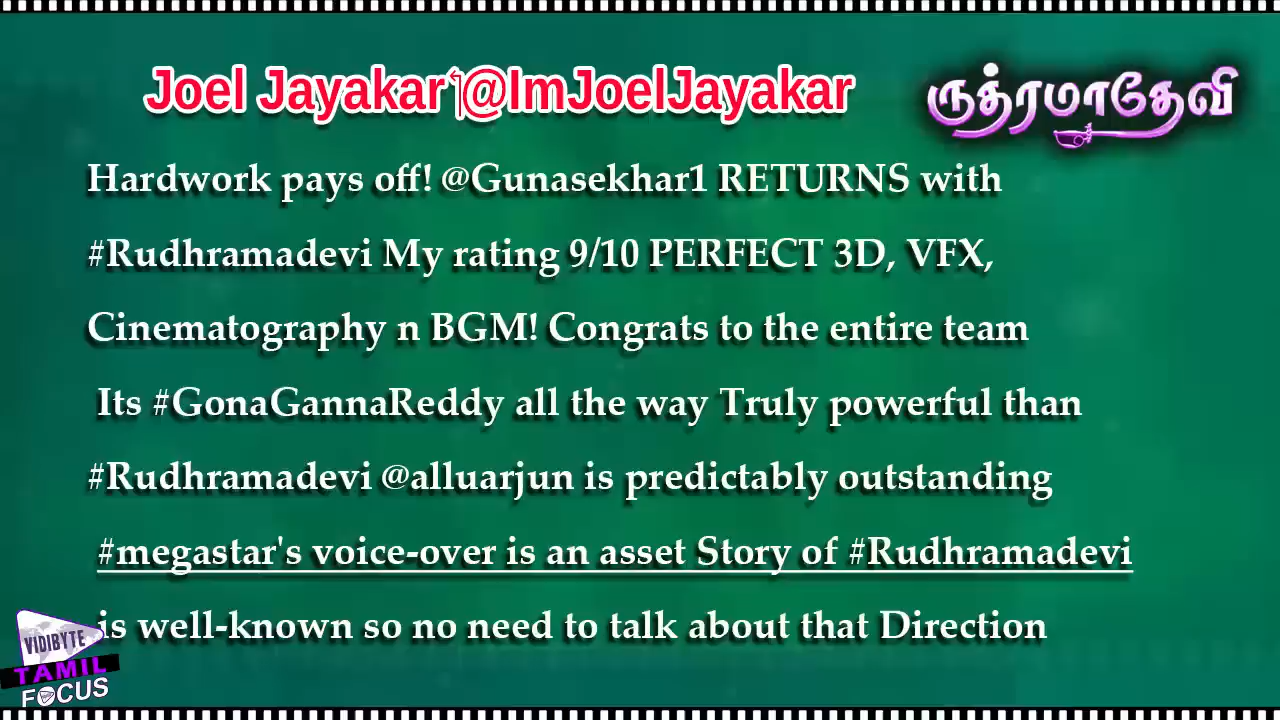 Joel Jayakar @ImJoelJayakar
ருத்ரமாதேவி
Hardwork pays off! @Gunasekhar1 RETURNS with
#Rudhramadevi My rating 9/10 PERFECT 3D, VFX,
Cinematography n BGM! Congrats to the entire team
Its #GonaGannaReddy all the way Truly powerful than
#Rudhramadevi @alluarjun is predictably outstanding
#megastar's voice-over is an asset Story of #Rudhramadevi
is well-known so no need to talk about that Direction
VIDIBYTE
TAMIL
FOCUS